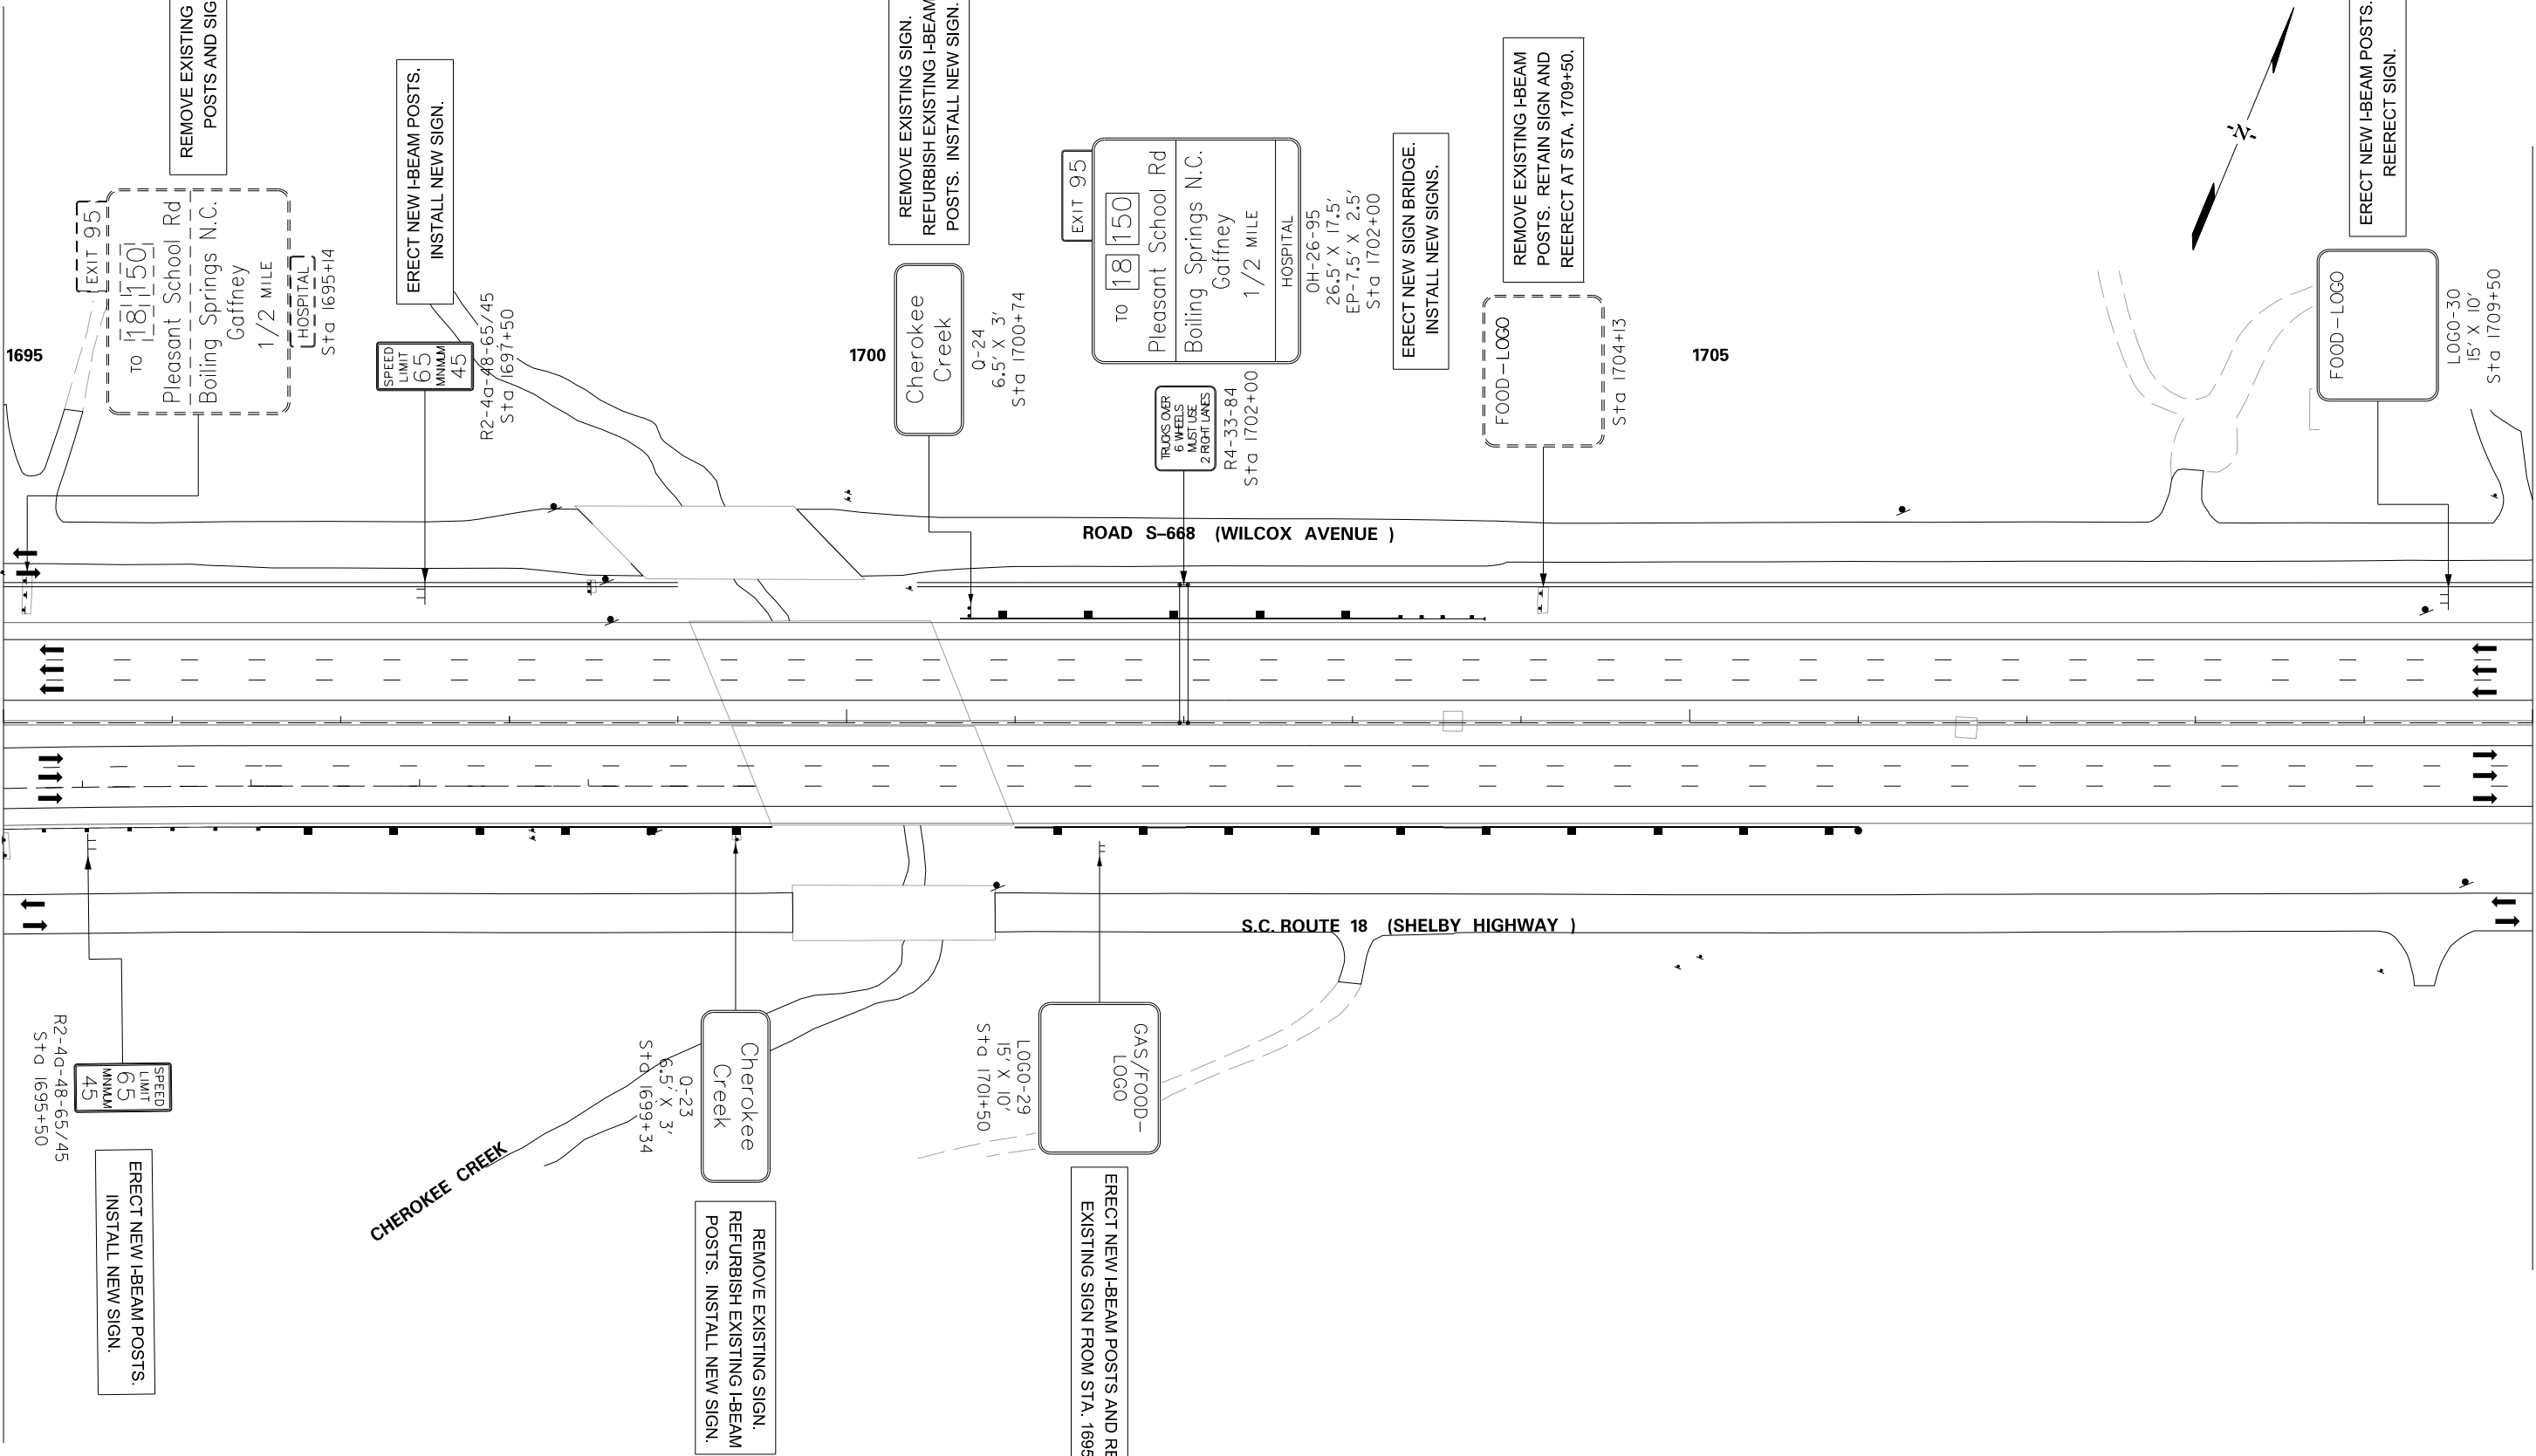 REMOVE EXISTING
POSTS AND SIG
EXIT 95
TO 18 150
Pleasant School Rd
Boiling Springs N.C.
Gaffney
1/2 MILE
HOSPITAL
Sta 1695+14
1695
ERECT NEW I-BEAM POSTS.
INSTALL NEW SIGN.
SPEED
LIMIT
65
MNMUM
45
R2-4a-48-65/45
Sta 1697+50
REMOVE EXISTING SIGN.
REFURBISH EXISTING I-BEAM
POSTS. INSTALL NEW SIGN.
1700
Cherokee
Creek
Q-24
6.5' X 3'
Sta 1700+74
EXIT 95
TO 18 150
Pleasant School Rd
Boiling Springs N.C.
Gaffney
1/2 MILE
HOSPITAL
OH-26-95
26.5' X 17.5'
EP-7.5' X 2.5'
Sta 1702+00
ERECT NEW SIGN BRIDGE.
INSTALL NEW SIGNS.
TRUCKS OVER
6 WHEELS
MUST USE
2 RIGHT LANES
R4-33-84
Sta 1702+00
REMOVE EXISTING I-BEAM
POSTS. RETAIN SIGN AND
REERECT AT STA. 1709+50.
FOOD-LOGO
Sta 1704+13
1705
-N-
ERECT NEW I-BEAM POSTS.
REERECT SIGN.
FOOD-LOGO
LOGO-30
15' X 10'
Sta 1709+50
ROAD S-668 (WILCOX AVENUE )
S.C. ROUTE 18 (SHELBY HIGHWAY )
SPEED
LIMIT
65
MNMUM
45
R2-4a-48-65/45
Sta 1695+50
ERECT NEW I-BEAM POSTS.
INSTALL NEW SIGN.
CHEROKEE CREEK
Cherokee
Creek
Q-23
6.5' X 3'
Sta 1699+34
REMOVE EXISTING SIGN.
REFURBISH EXISTING I-BEAM
POSTS. INSTALL NEW SIGN.
GAS/FOOD-
LOGO
LOGO-29
15' X 10'
Sta 1701+50
ERECT NEW I-BEAM POSTS AND RE
EXISTING SIGN FROM STA. 1695